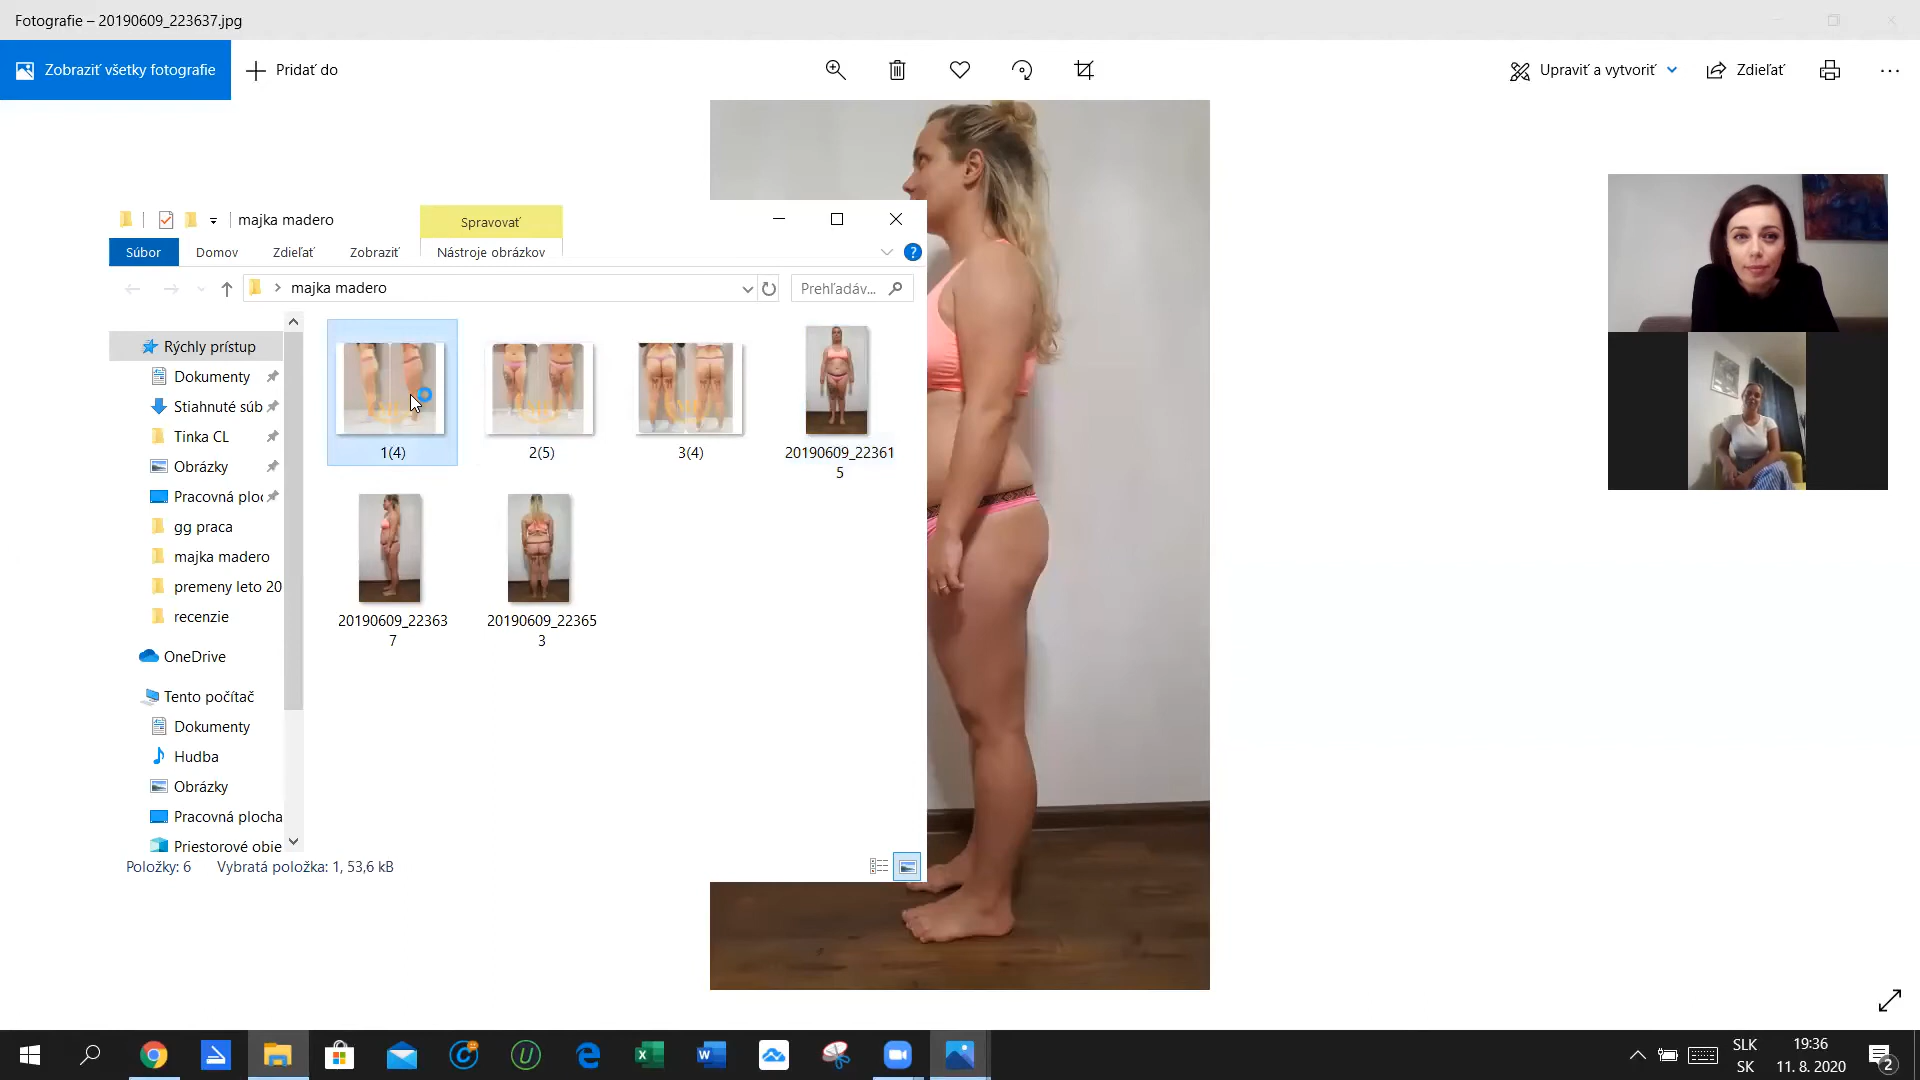 Fotografie – 20190609_223637.jpg
Zobraziť všetky fotografie
Pridať do
Upraviť a vytvoriť
Zdieľať
majka madero
Spravovať
Súbor
Domov
Zdieľať
Zobraziť
Nástroje obrázkov
majka madero
Prehľadáv...
Rýchly prístup
Dokumenty
Stiahnuté súb
Tinka CL
Obrázky
Pracovná ploc
gg praca
majka madero
premeny leto 20
recenzie
OneDrive
Tento počítač
Dokumenty
Hudba
Obrázky
Pracovná plocha
Priestorové obie
1(4)
2(5)
3(4)
20190609_22361
5
20190609_22363
7
20190609_22365
3
Položky: 6
Vybratá položka: 1, 53,6 kB
SLK
SK
19:36
11. 8. 2020
2